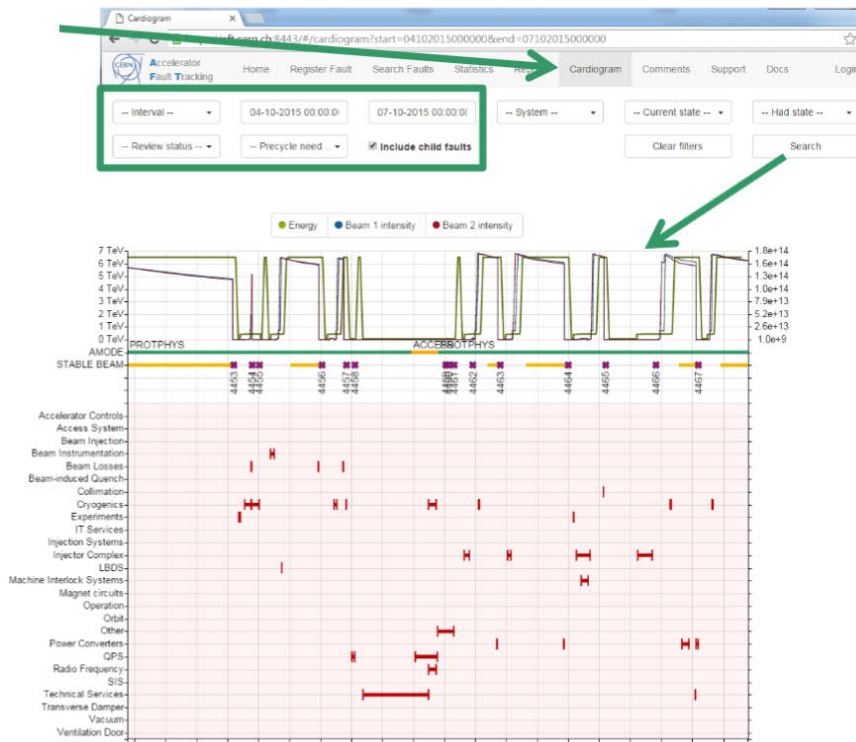 Cardiogram
cern.ch:8443/#/cardiogram?start=04102015000000&end=07102015000000
CERN
Accelerator
Fault Tracking
Home Register Fault Search Faults Statistics Cardiogram Comments Support Docs Login
-- Interval -- 04-10-2015 00:00:0 07-10-2015 00:00:0 -- System -- -- Current state -- -- Had state --
-- Review status -- -- Precycle need... Include child faults Clear filters Search
Energy Beam 1 intensity Beam 2 intensity
7 TeV 1.8e+14
6 TeV 1.6e+14
5 TeV 1.3e+14
4 TeV 1.0e+14
3 TeV 7.9e+13
2 TeV 5.2e+13
1 TeV 2.6e+13
0 TeV 1.0e+9
PROTPHYS PROTPHYS
AMODE
STABLE BEAM
4453 4454 4455 4456 4457 4458 4461 4462 4463 4464 4465 4466 4467
Accelerator Controls
Access System
Beam Injection
Beam Instrumentation
Beam Losses
Beam-induced Quench
Collimation
Cryogenics
Experiments
IT Services
Injection Systems
Injector Complex
LBDS
Machine Interlock Systems
Magnet circuits
Operation
Orbit
Other
Power Converters
QPS
Radio Frequency
SIS
Technical Services
Transverse Damper
Vacuum
Ventilation Door